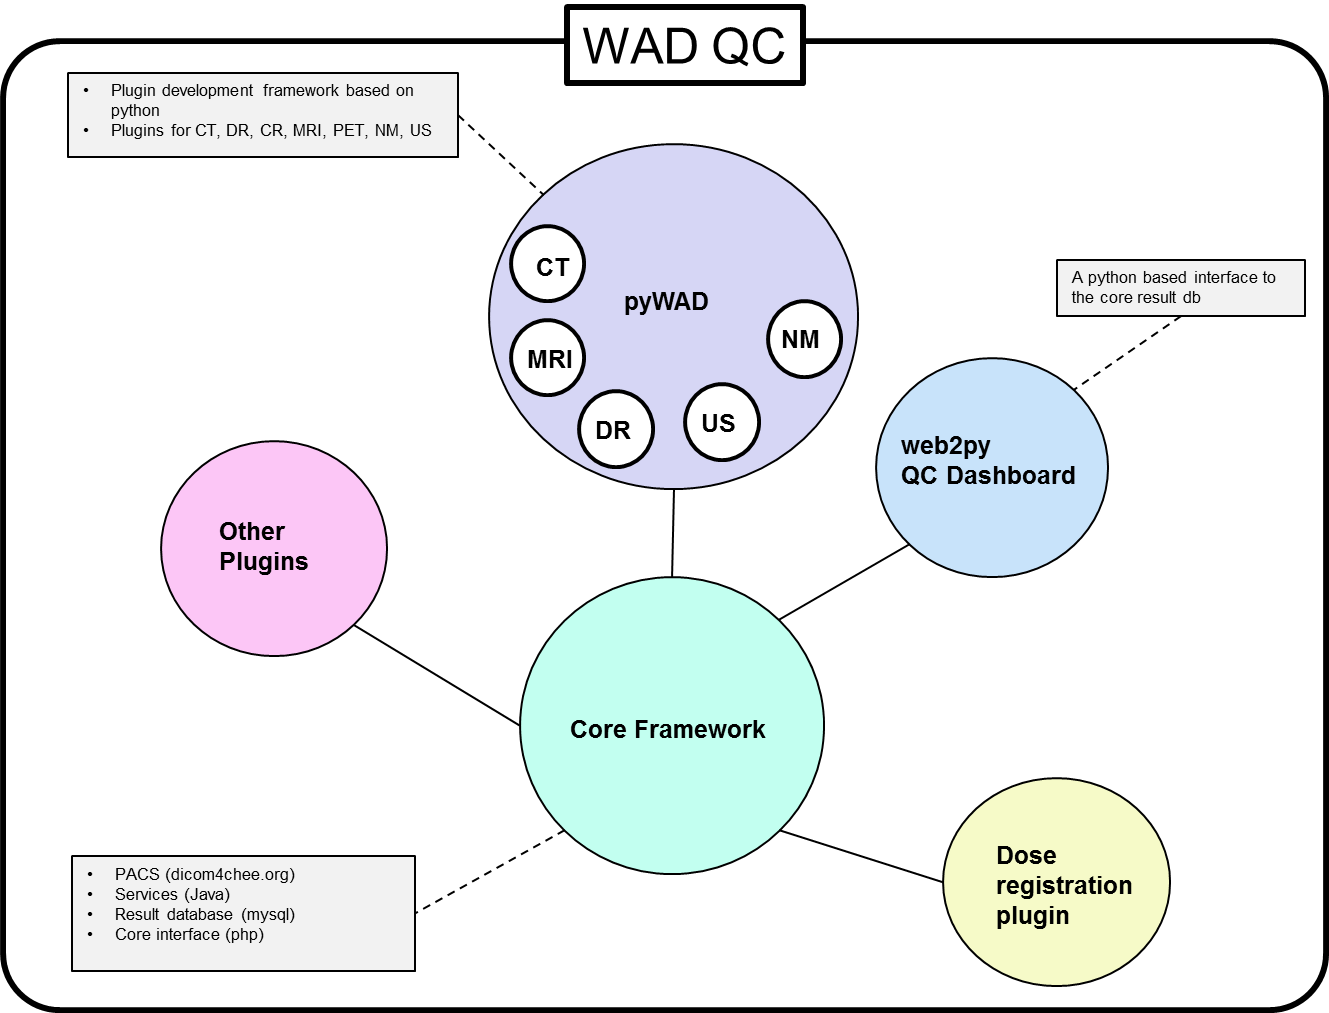 WAD QC
• Plugin development framework based on
python
• Plugins for CT, DR, CR, MRI, PET, NM, US
CT
pyWAD
MRI
NM
DR
US
A python based interface to
the core result db
web2py
QC Dashboard
Other
Plugins
Core Framework
Dose
registration
plugin
• PACS (dicom4chee.org)
• Services (Java)
• Result database (mysql)
• Core interface (php)